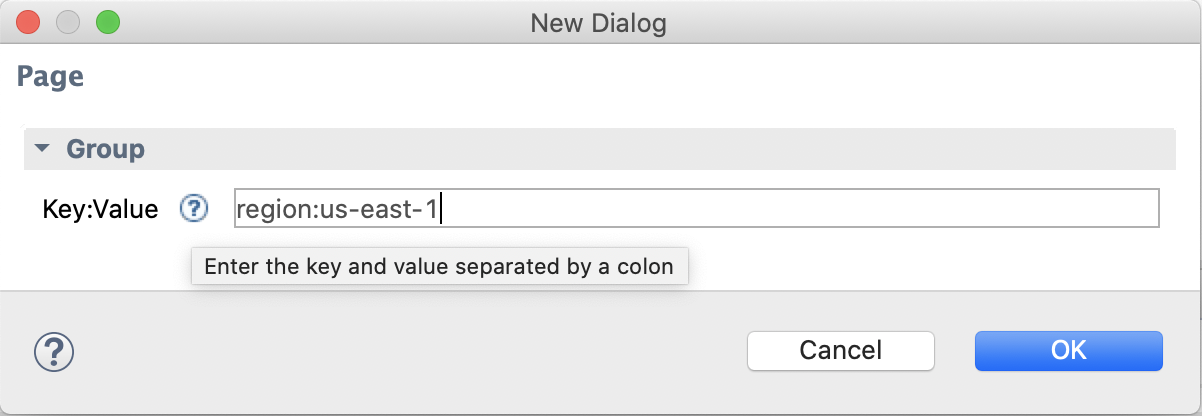 New Dialog
Page
Group
Key:Value ? region:us-east-1
Enter the key and value separated by a colon
? Cancel OK